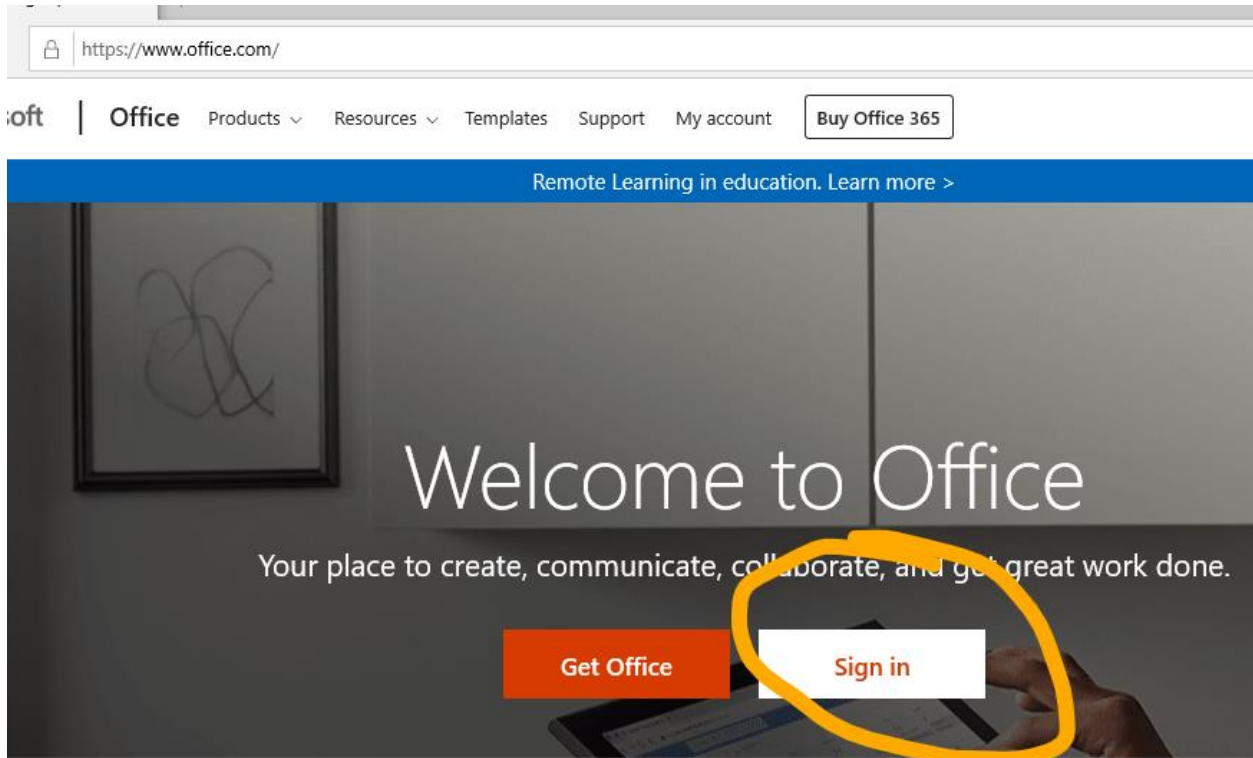 https://www.office.com/
soft | Office Products Resources Templates Support My account Buy Office 365
Remote Learning in education. Learn more >
Welcome to Office
Your place to create, communicate, collaborate, and get great work done.
Get Office Sign in